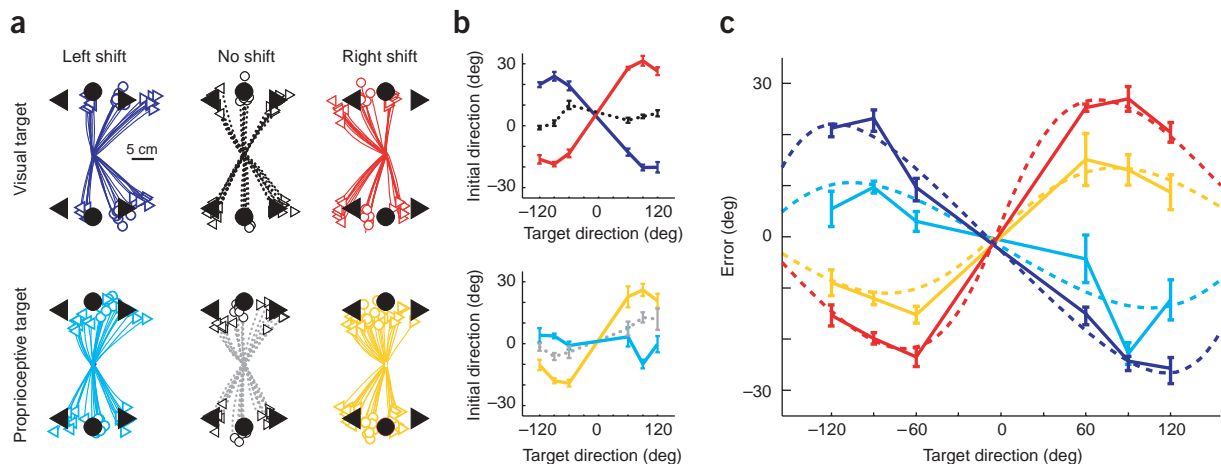 a
Left shift
No shift
Right shift
Visual target
5 cm
Proprioceptive target
b
Initial direction (deg)
30
0
–30
–120
0
120
Target direction (deg)
Initial direction (deg)
30
0
–30
–120
0
120
Target direction (deg)
c
Error (deg)
30
0
–30
–120
–60
0
60
120
Target direction (deg)